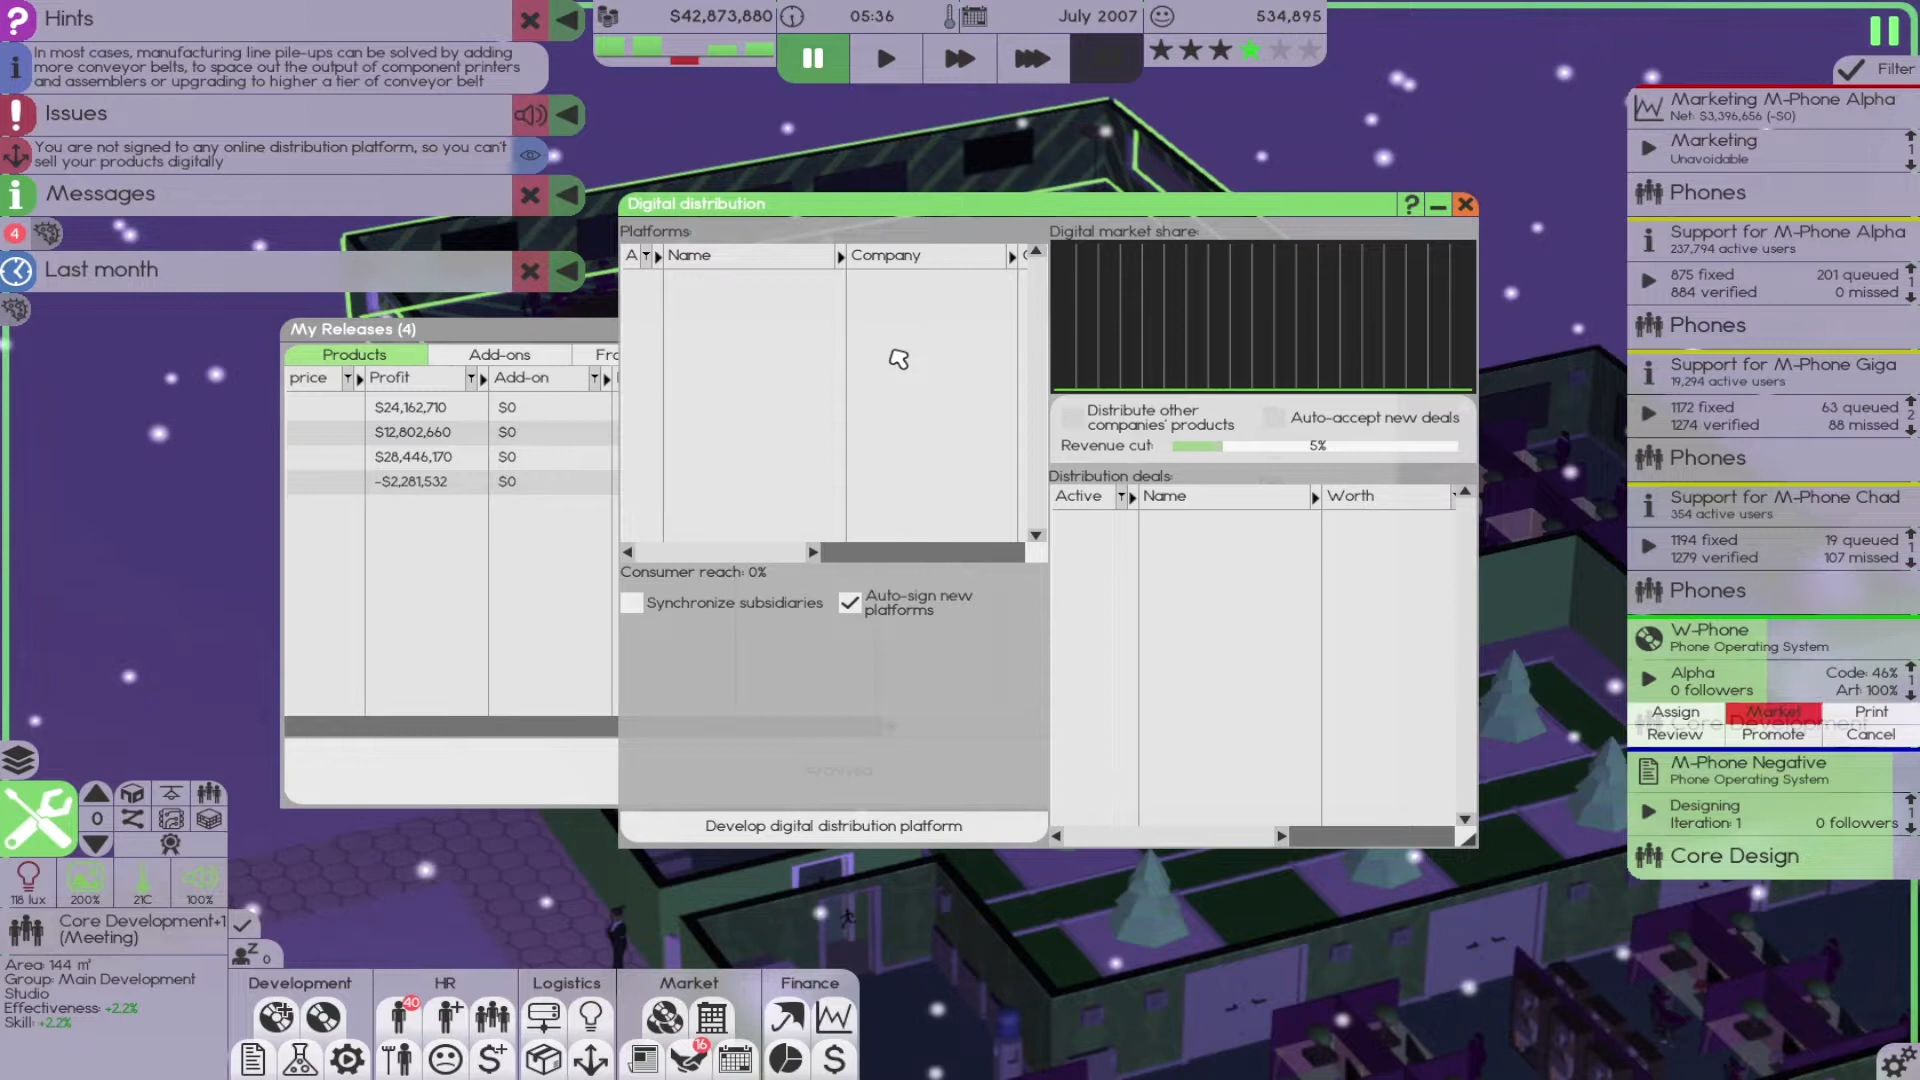 Hints
In most cases, manufacturing line pile-ups can be solved by adding
more conveyor belts, to space out the output of component printers
and assemblers or upgrading to higher a tier of conveyor belt
Issues
You are not signed to any online distribution platform, so you can't
sell your products digitally
Messages
4
Last month
$42,873,880
05:36
July 2007
534,895
Filter
Marketing M-Phone Alpha
Net: $3,396,656 (-$0)
Marketing
Unavoidable
1
Phones
Support for M-Phone Alpha
237,794 active users
875 fixed
201 queued
884 verified
0 missed
1
Phones
Support for M-Phone Giga
19,294 active users
1172 fixed
63 queued
1274 verified
88 missed
2
Phones
Support for M-Phone Chad
354 active users
1194 fixed
19 queued
1279 verified
107 missed
1
Phones
W-Phone
Phone Operating System
Alpha
Code: 46%
0 followers
Art: 100%
1
Assign
Market
Print
Core Development
Review
Promote
Cancel
M-Phone Negative
Phone Operating System
Designing
Iteration: 1
0 followers
1
Core Design
My Releases (4)
Products
Add-ons
Fro
price
Profit
Add-on
$24,162,710
$0
$12,802,660
$0
$28,446,170
$0
-$2,281,532
$0
Digital distribution
?
Platforms:
A
Name
Company
Consumer reach: 0%
Synchronize subsidiaries
Auto-sign new
platforms
Archived
Develop digital distribution platform
Digital market share:
Distribute other
companies' products
Auto-accept new deals
Revenue cut:
5%
Distribution deals:
Active
Name
Worth
0
118 lux
200%
21C
100%
Core Development+1
(Meeting)
Z
0
Area: 144 m²
Group: Main Development
Studio
Effectiveness: +2.2%
Skill: +2.2%
Development
HR
40
Logistics
Market
16
Finance